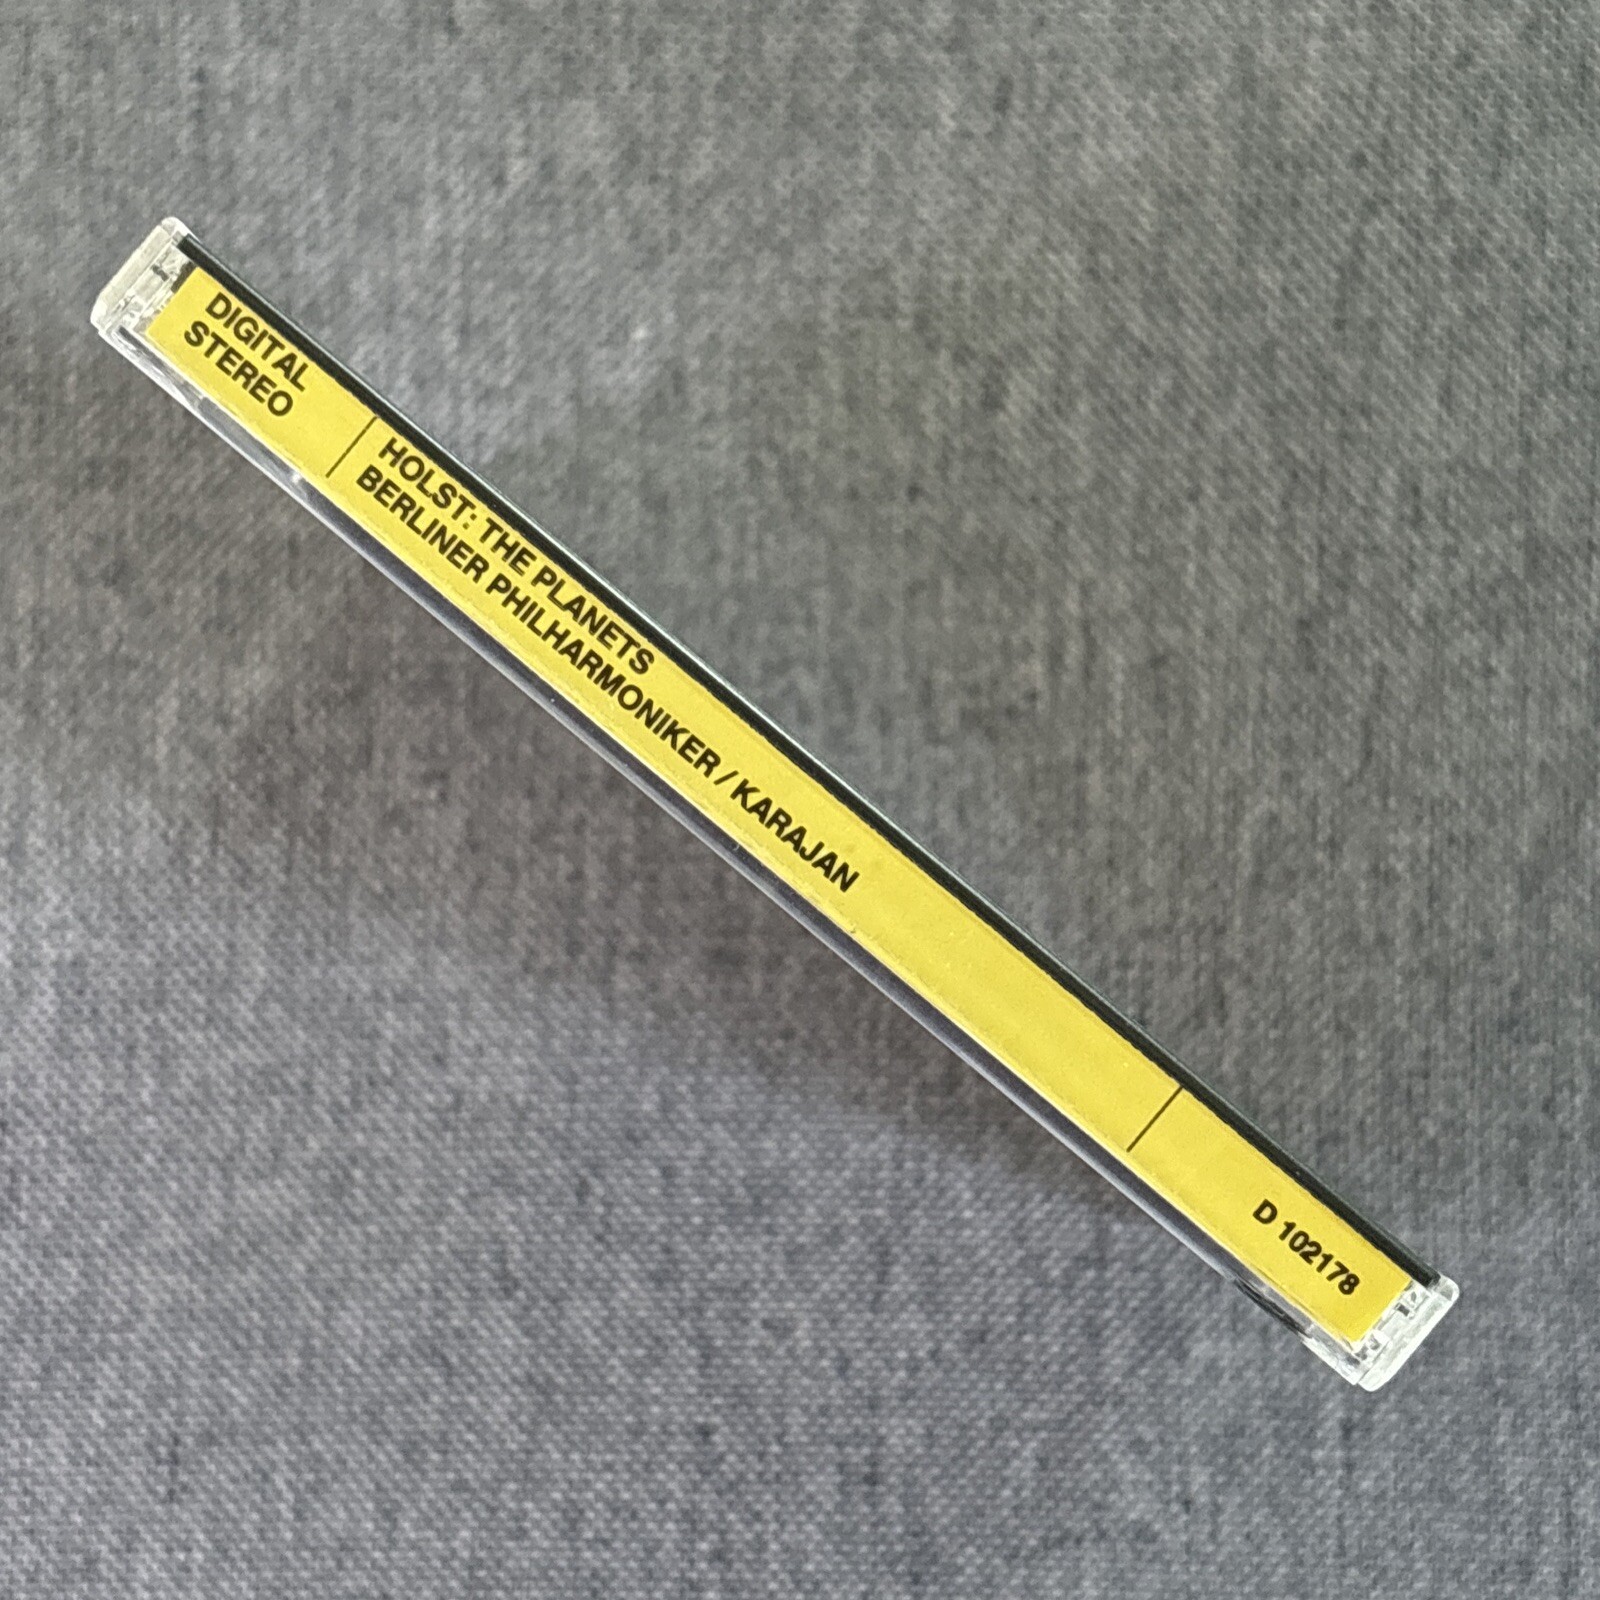 DIGITAL
STEREO
HOLST: THE PLANETS
BERLINER PHILHARMONIKER / KARAJAN
D 102178